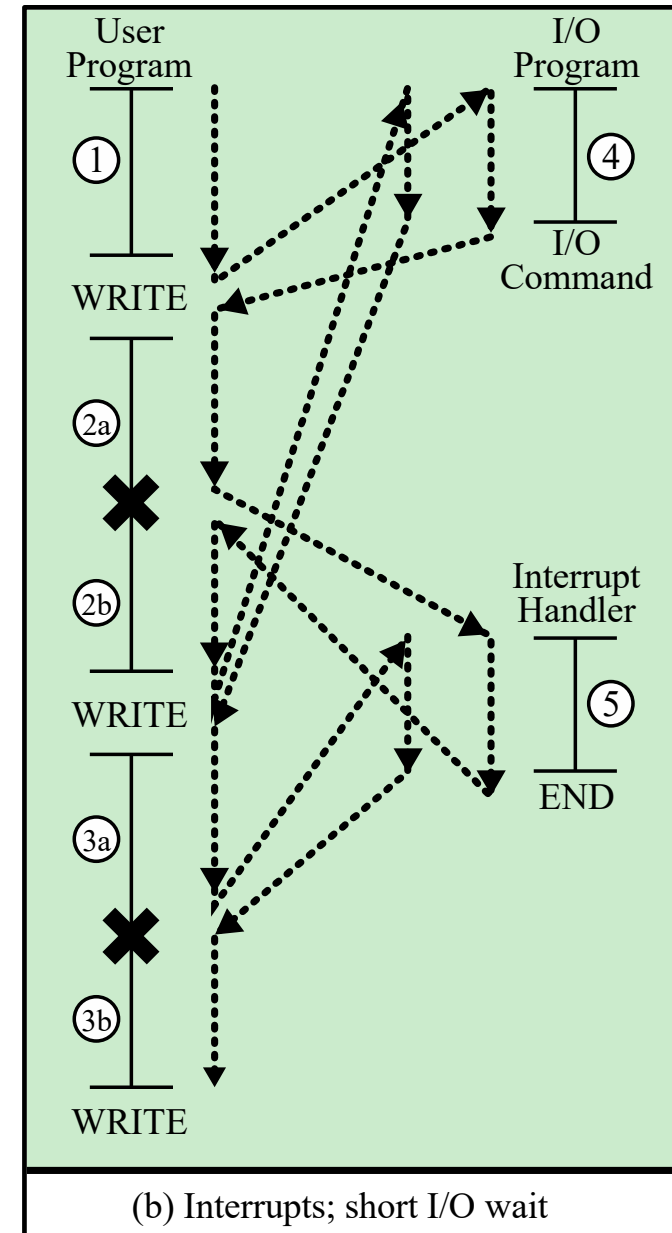 User
Program
I/O
Program
1
4
I/O
Command
WRITE
2a
2b
Interrupt
Handler
WRITE
5
END
3a
3b
WRITE
(b) Interrupts; short I/O wait